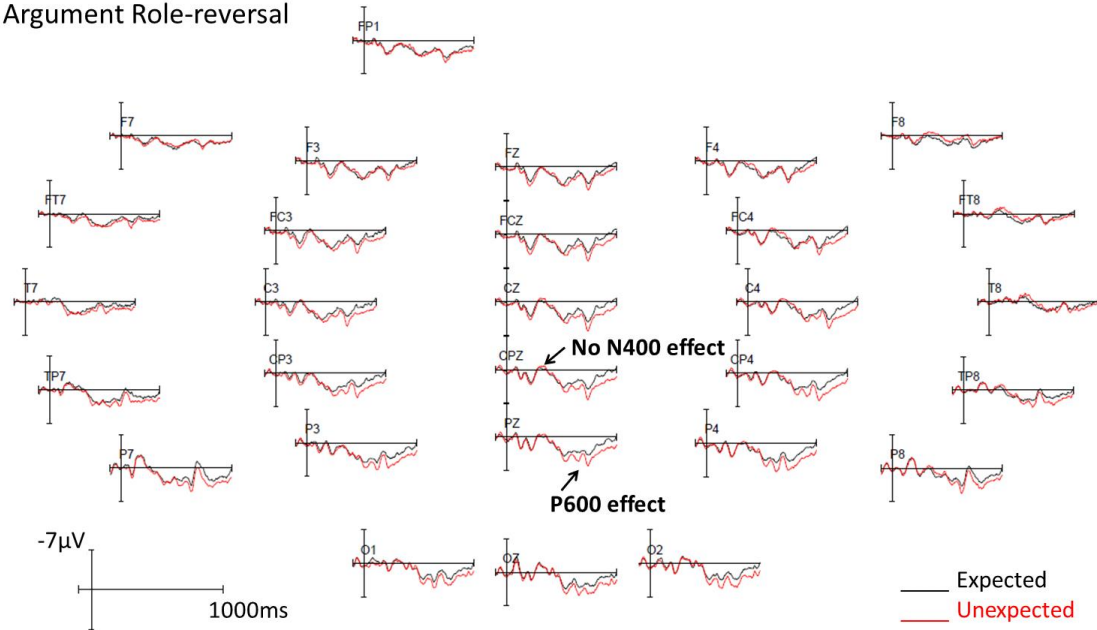 Argument Role-reversal
FP1
F7
F3
FZ
F4
F8
FT7
FC3
FCZ
FC4
FT8
T7
C3
CZ
C4
T8
No N400 effect
TP7
CP3
CPZ
CP4
TP8
P7
P3
PZ
P4
P8
P600 effect
O1
OZ
O2
-7µV
1000ms
Expected
Unexpected